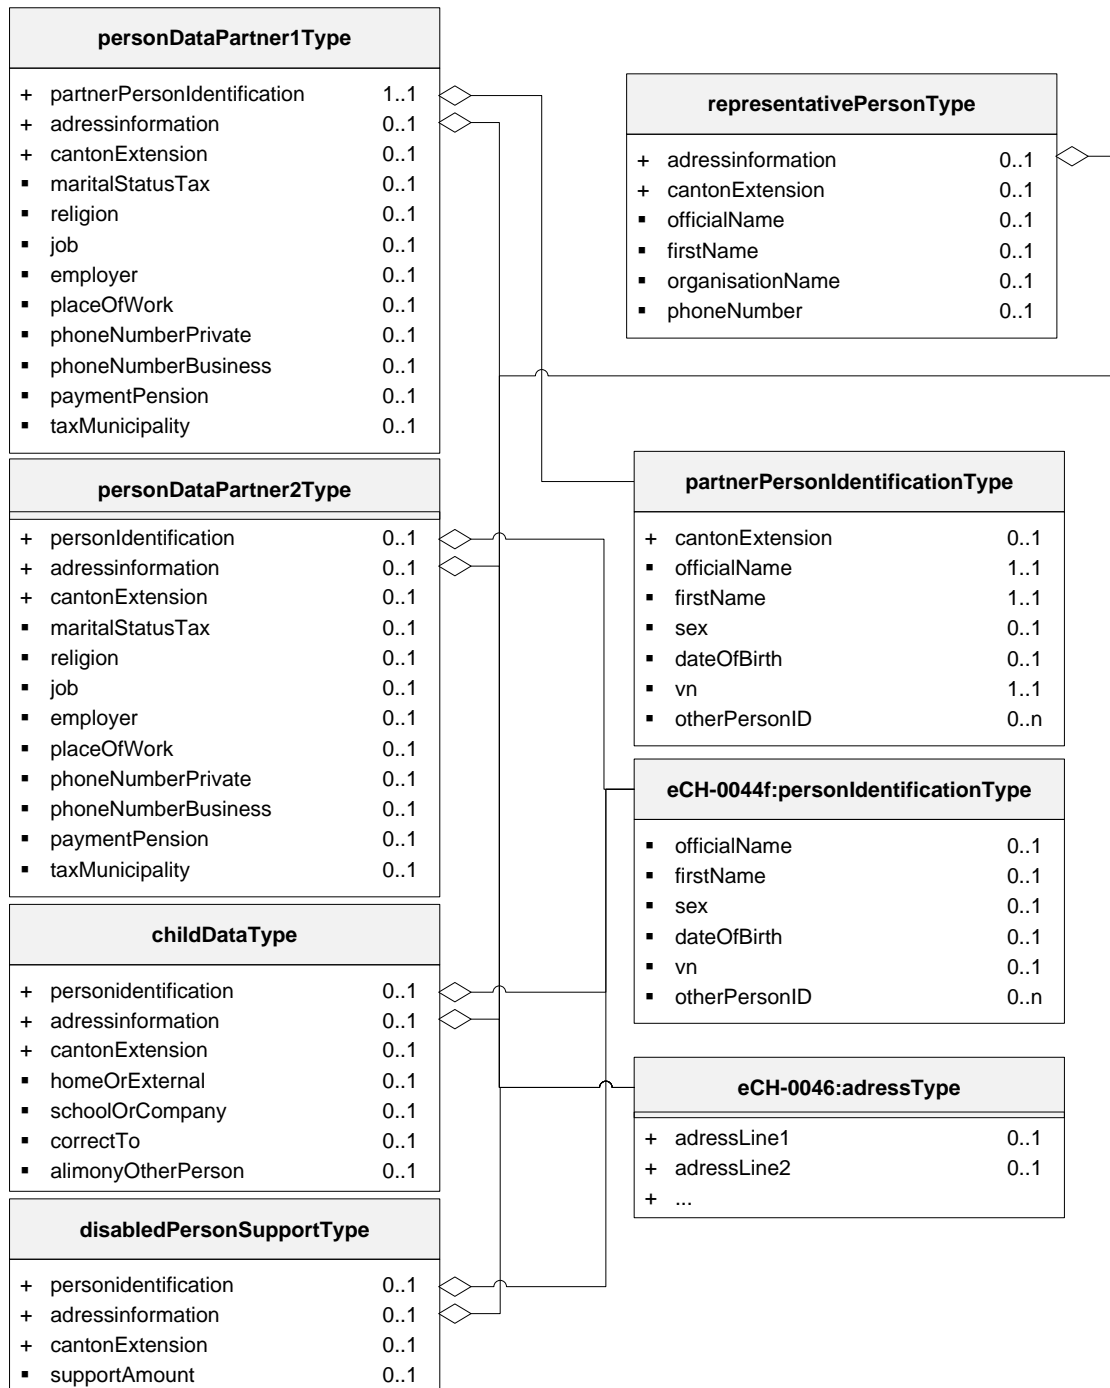 personDataPartner1Type
+ partnerPersonIdentification 1..1
+ adressinformation 0..1
+ cantonExtension 0..1
▪ maritalStatusTax 0..1
▪ religion 0..1
▪ job 0..1
▪ employer 0..1
▪ placeOfWork 0..1
▪ phoneNumberPrivate 0..1
▪ phoneNumberBusiness 0..1
▪ paymentPension 0..1
▪ taxMunicipality 0..1
representativePersonType
+ adressinformation 0..1
+ cantonExtension 0..1
▪ officialName 0..1
▪ firstName 0..1
▪ organisationName 0..1
▪ phoneNumber 0..1
personDataPartner2Type
+ personIdentification 0..1
+ adressinformation 0..1
+ cantonExtension 0..1
▪ maritalStatusTax 0..1
▪ religion 0..1
▪ job 0..1
▪ employer 0..1
▪ placeOfWork 0..1
▪ phoneNumberPrivate 0..1
▪ phoneNumberBusiness 0..1
▪ paymentPension 0..1
▪ taxMunicipality 0..1
partnerPersonIdentificationType
+ cantonExtension 0..1
▪ officialName 1..1
▪ firstName 1..1
▪ sex 0..1
▪ dateOfBirth 0..1
▪ vn 1..1
▪ otherPersonID 0..n
eCH-0044f:personIdentificationType
▪ officialName 0..1
▪ firstName 0..1
▪ sex 0..1
▪ dateOfBirth 0..1
▪ vn 0..1
▪ otherPersonID 0..n
childDataType
+ personidentification 0..1
+ adressinformation 0..1
+ cantonExtension 0..1
▪ homeOrExternal 0..1
▪ schoolOrCompany 0..1
▪ correctTo 0..1
▪ alimonyOtherPerson 0..1
eCH-0046:adressType
+ adressLine1 0..1
+ adressLine2 0..1
+ ...
disabledPersonSupportType
+ personidentification 0..1
+ adressinformation 0..1
+ cantonExtension 0..1
▪ supportAmount 0..1